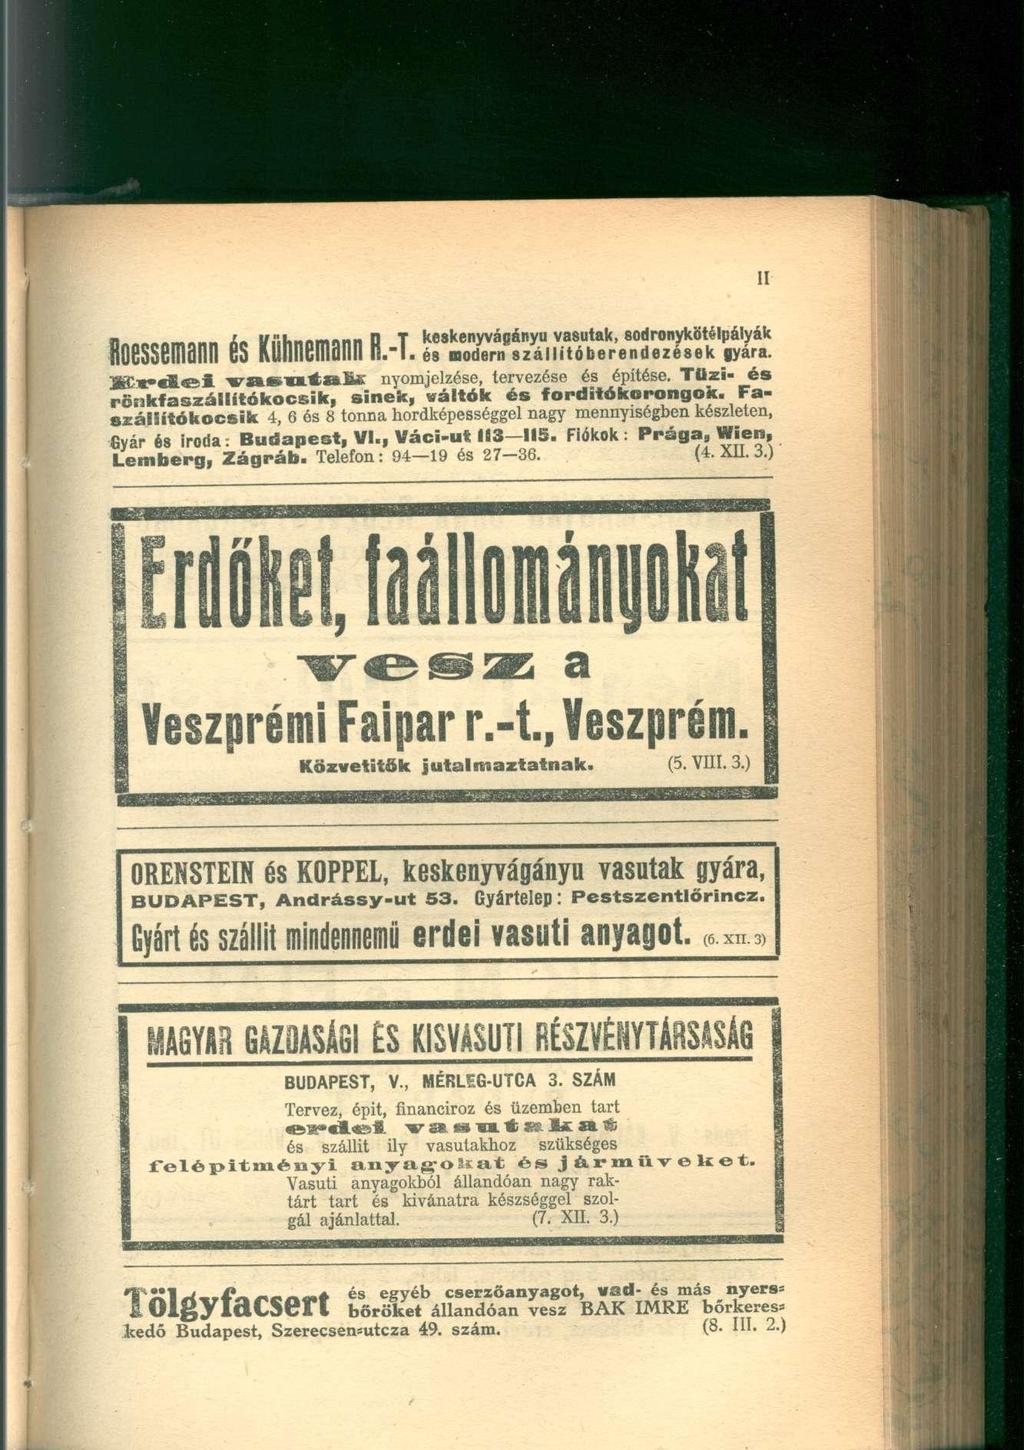 II
Roessemann és Kühnemann R.-T. keskenyvágányu vasutak, sodronykötélpályák
és modern szállitóberendezések gyára.
Erdei vasutak nyomjelzése, tervezése és épitése. Tűzi- és
rönkfaszállítókocsik, sinek, váltók és forditókorongok. Fa-
szállítókocsik 4, 6 és 8 tonna hordképességgel nagy mennyiségben készleten,
Gyár és iroda: Budapest, VI., Váci-ut 113—115. Fiókok: Prága, Wien,
Lemberg, Zágráb. Telefon: 94—19 és 27—36. (4. XII. 3.)
Erdőket, faállományokat
vesz a
Veszprémi Faipar r.-t., Veszprém.
Közvetitők jutalmaztatnak. (5. VIII. 3.)
ORENSTEIN és KOPPEL, keskenyvágányu vasutak gyára,
BUDAPEST, Andrássy-ut 53. Gyártelep: Pestszentlőrincz.
Gyárt és szállit mindennemü erdei vasuti anyagot. (6. XII. 3)
MAGYAR GAZDASÁGI ÉS KISVASUTI RÉSZVÉNYTÁRSASÁG
BUDAPEST, V., MÉRLEG-UTCA 3. SZÁM
Tervez, épit, financiroz és üzemben tart
erdei vasutakat
és szállit ily vasutakhoz szükséges
felépitményi anyagokat és jármüveket.
Vasuti anyagokból állandóan nagy rak-
tárt tart és kivánatra készséggel szol-
gál ajánlattal. (7. XII. 3.)
Tölgyfacsert és egyéb cserzőanyagot, vad- és más nyers-
bőröket állandóan vesz BAK IMRE bőrkeres-
kedő Budapest, Szerecsen-utcza 49. szám. (8. III. 2.)